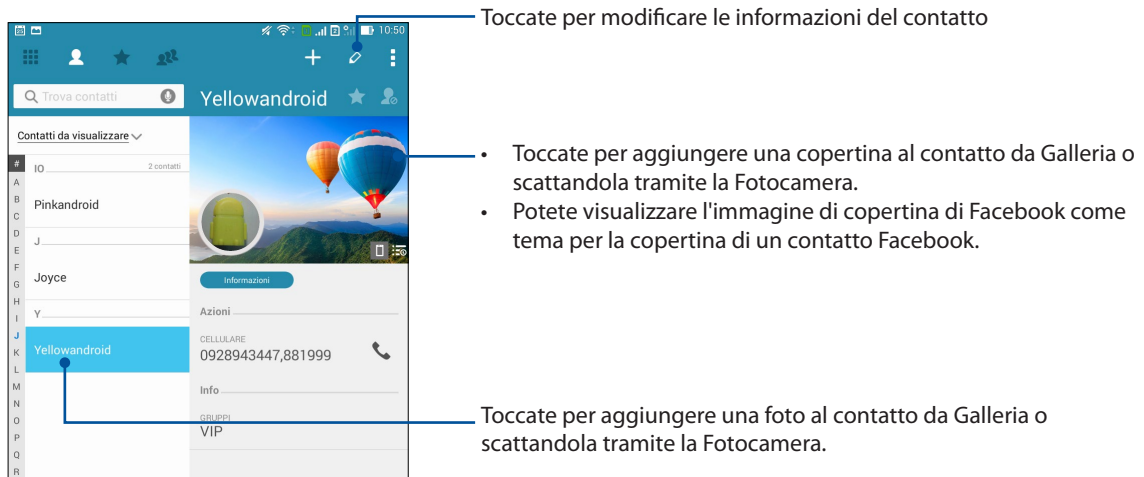 Toccate per modificare le informazioni del contatto
10:50
Trova contatti
Yellowandroid
Contatti da visualizzare
#
IO
2 contatti
A
B
Pinkandroid
C
D
J
E
F
Joyce
G
H
Y
I
J
Yellowandroid
K
L
M
N
O
P
Q
R
Informazioni
Azioni
CELLULARE
0928943447,881999
Info
GRUPPI
VIP
• Toccate per aggiungere una copertina al contatto da Galleria o
scattandola tramite la Fotocamera.
• Potete visualizzare l'immagine di copertina di Facebook come
tema per la copertina di un contatto Facebook.
Toccate per aggiungere una foto al contatto da Galleria o
scattandola tramite la Fotocamera.